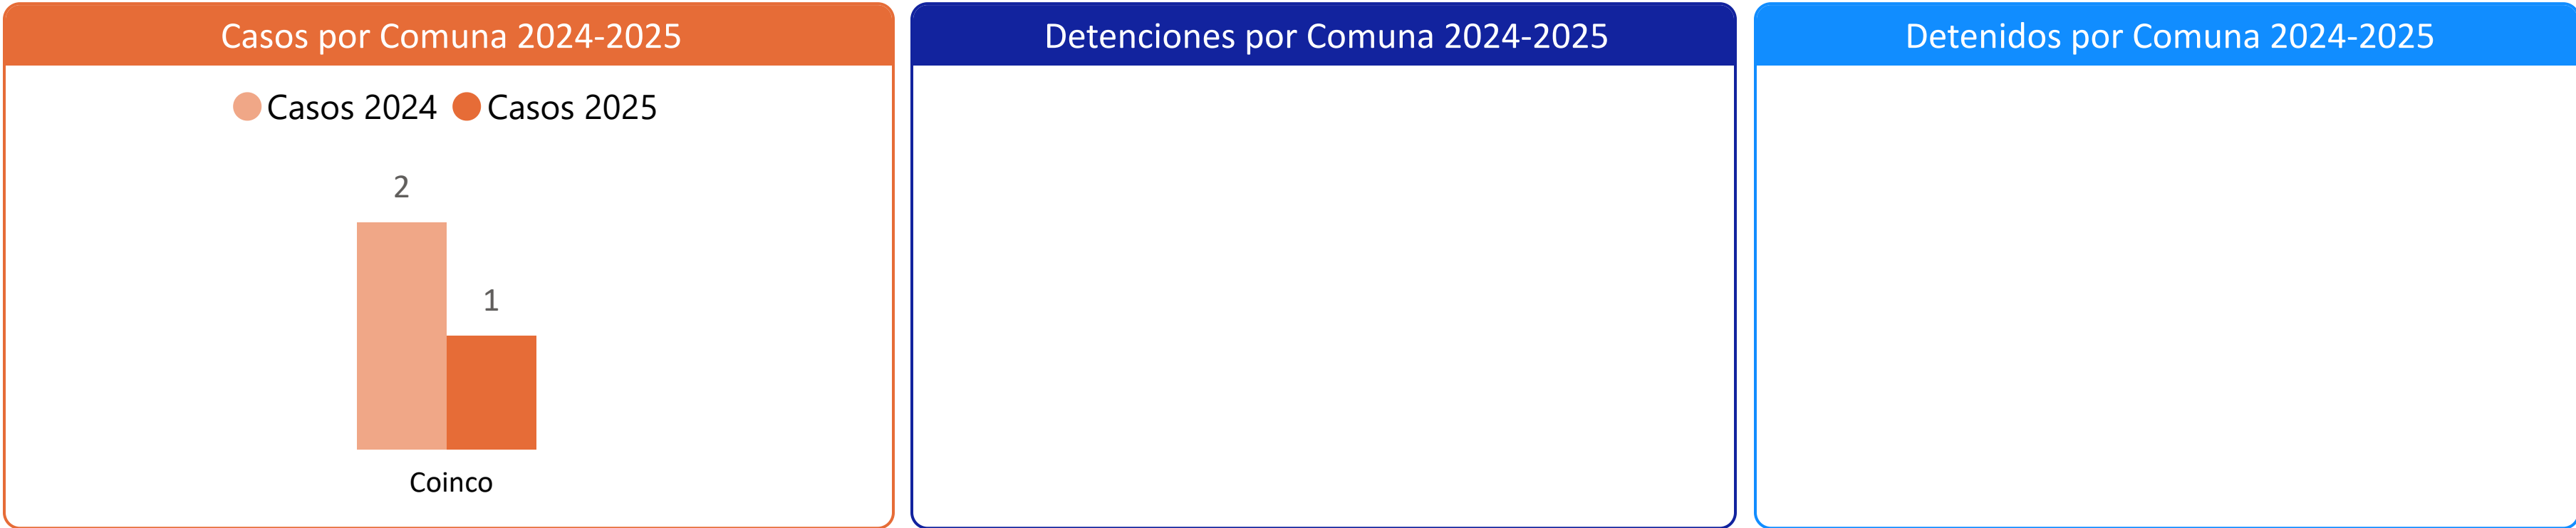 Casos por Comuna 2024-2025
Casos 2024 Casos 2025
2
1
Coinco
Detenciones por Comuna 2024-2025
Detenidos por Comuna 2024-2025